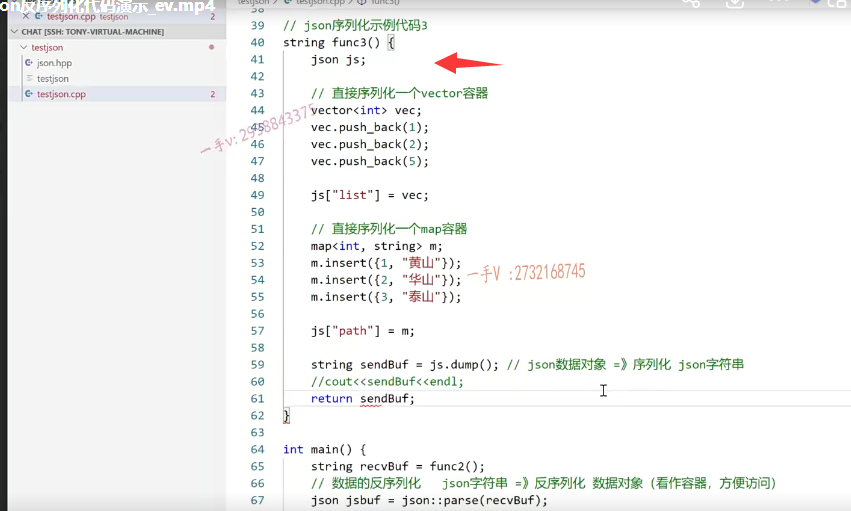 on反序列化代码演示_ev.mp4
testjson.cpp testjson 2
testjson > testjson.cpp > func3()
CHAT [SSH: TONY-VIRTUAL-MACHINE]
testjson
json.hpp
testjson
testjson.cpp 2
38
39 // json序列化示例代码3
40 string func3() {
41 json js;
42
43 // 直接序列化一个vector容器
44 vector<int> vec;
45 vec.push_back(1);
46 vec.push_back(2);
47 vec.push_back(5);
48
49 js["list"] = vec;
50
51 // 直接序列化一个map容器
52 map<int, string> m;
53 m.insert({1, "黄山"});
54 m.insert({2, "华山"});
55 m.insert({3, "泰山"});
56
57 js["path"] = m;
58
59 string sendBuf = js.dump(); // json数据对象 =》序列化 json字符串
60 //cout<<sendBuf<<endl;
61 return sendBuf;
62 }
63
64 int main() {
65 string recvBuf = func2();
66 // 数据的反序列化 json字符串 =》反序列化 数据对象（看作容器，方便访问）
67 json jsbuf = json::parse(recvBuf);
一手V :2732168745